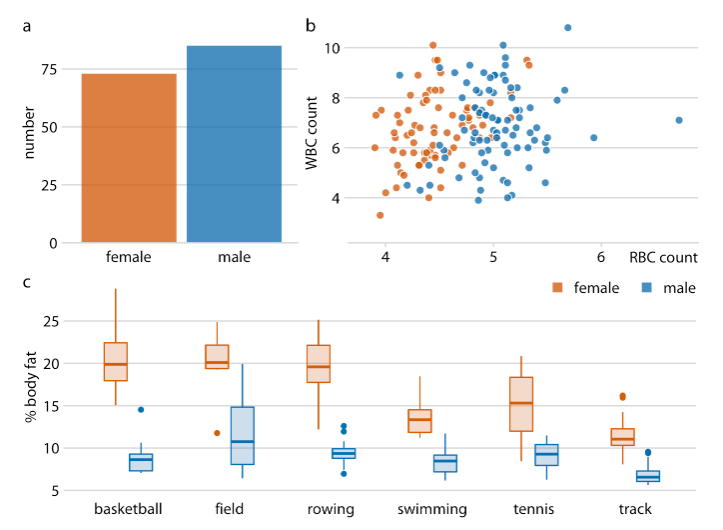 a
number
75
50
25
0
female male
b
WBC count
10
8
6
4
4 5 6 RBC count
c
female male
% body fat
25
20
15
10
5
basketball field rowing swimming tennis track